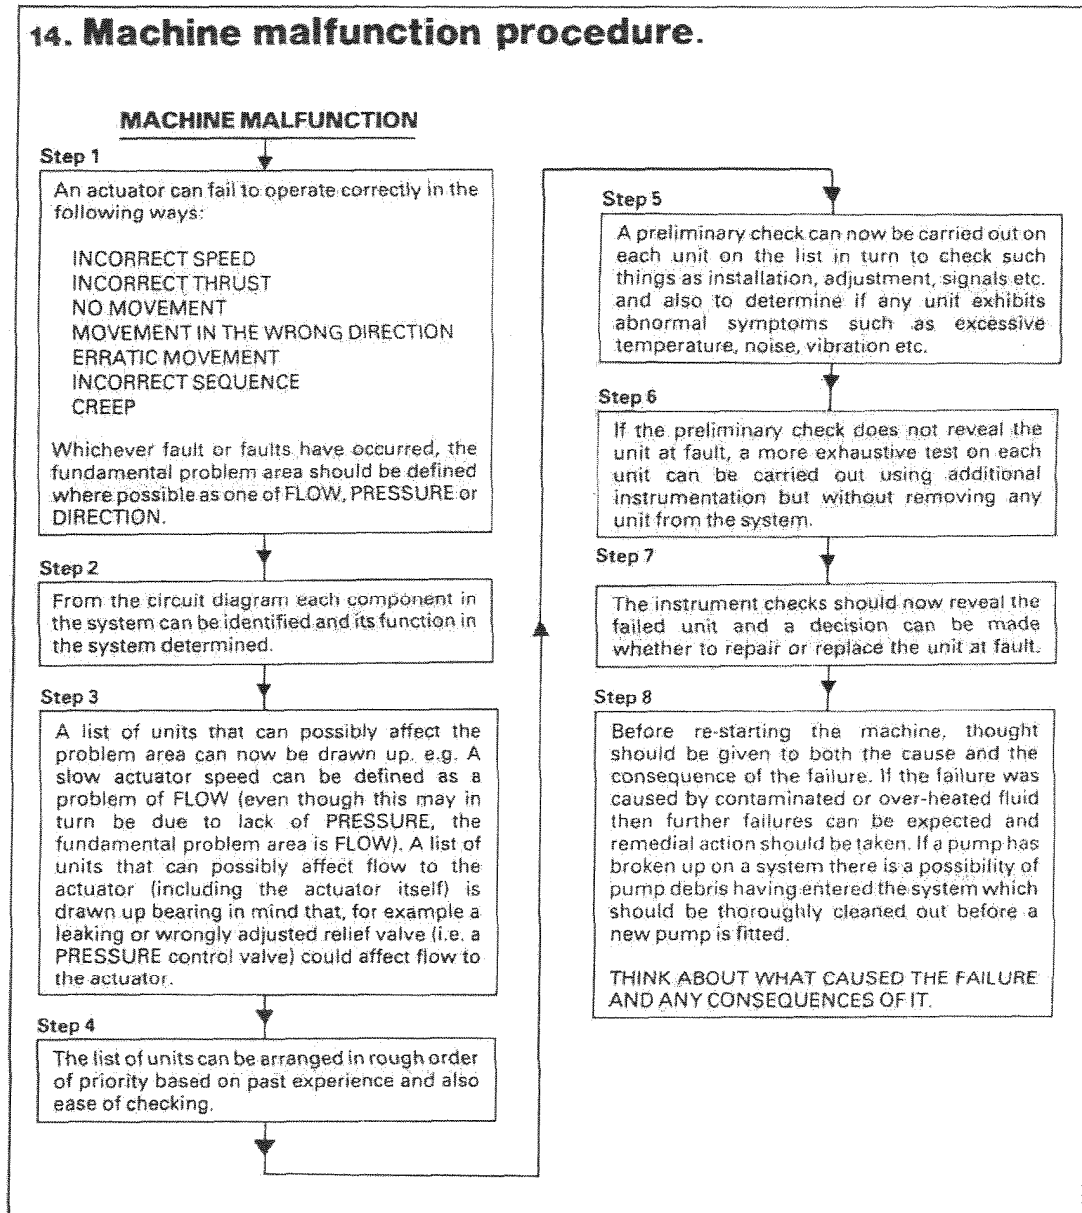 14. Machine malfunction procedure.
MACHINE MALFUNCTION
Step 1
An actuator can fail to operate correctly in the
following ways:
INCORRECT SPEED
INCORRECT THRUST
NO MOVEMENT
MOVEMENT IN THE WRONG DIRECTION
ERRATIC MOVEMENT
INCORRECT SEQUENCE
CREEP
Whichever fault or faults have occurred, the
fundamental problem area should be defined
where possible as one of FLOW, PRESSURE or
DIRECTION.
Step 2
From the circuit diagram each component in
the system can be identified and its function in
the system determined.
Step 3
A list of units that can possibly affect the
problem area can now be drawn up. e.g. A
slow actuator speed can be defined as a
problem of FLOW (even though this may in
turn be due to lack of PRESSURE, the
fundamental problem area is FLOW). A list of
units that can possibly affect flow to the
actuator (including the actuator itself) is
drawn up bearing in mind that, for example a
leaking or wrongly adjusted relief valve (i.e. a
PRESSURE control valve) could affect flow to
the actuator.
Step 4
The list of units can be arranged in rough order
of priority based on past experience and also
ease of checking.
Step 5
A preliminary check can now be carried out on
each unit on the list in turn to check such
things as installation, adjustment, signals etc.
and also to determine if any unit exhibits
abnormal symptoms such as excessive
temperature, noise, vibration etc.
Step 6
If the preliminary check does not reveal the
unit at fault, a more exhaustive test on each
unit can be carried out using additional
instrumentation but without removing any
unit from the system.
Step 7
The instrument checks should now reveal the
failed unit and a decision can be made
whether to repair or replace the unit at fault.
Step 8
Before re-starting the machine, thought
should be given to both the cause and the
consequence of the failure. If the failure was
caused by contaminated or over-heated fluid
then further failures can be expected and
remedial action should be taken. If a pump has
broken up on a system there is a possibility of
pump debris having entered the system which
should be thoroughly cleaned out before a
new pump is fitted.
THINK ABOUT WHAT CAUSED THE FAILURE
AND ANY CONSEQUENCES OF IT.